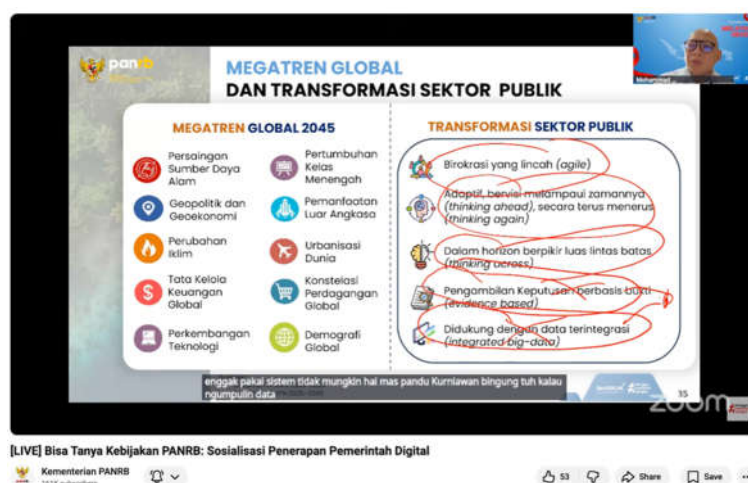 panrb
MEGATREN GLOBAL
DAN TRANSFORMASI SEKTOR PUBLIK
MEGATREN GLOBAL 2045
Persaingan
Sumber Daya
Alam
Geopolitik dan
Geoekonomi
Perubahan
Iklim
Tata Kelola
Keuangan
Global
Perkembangan
Teknologi
Pertumbuhan
Kelas
Menengah
Pemanfaatan
Luar Angkasa
Urbanisasi
Dunia
Konstelasi
Perdagangan
Global
Demografi
Global
TRANSFORMASI SEKTOR PUBLIK
Birokrasi yang lincah (agile)
Adaptif, bervisi melampaui zamannya
(thinking ahead), secara terus menerus
(thinking again)
Dalam horizon berpikir luas lintas batas
(thinking across)
Pengambilan Keputusan berbasis bukti
(evidence based)
Didukung dengan data terintegrasi
(integrated big-data)
enggak pakai sistem tidak mungkin hai mas pandu Kurniawan bingung tuh kalau
ngumpulin data
35
zoom
[LIVE] Bisa Tanya Kebijakan PANRB: Sosialisasi Penerapan Pemerintah Digital
Kementerian PANRB
53
Share
Save